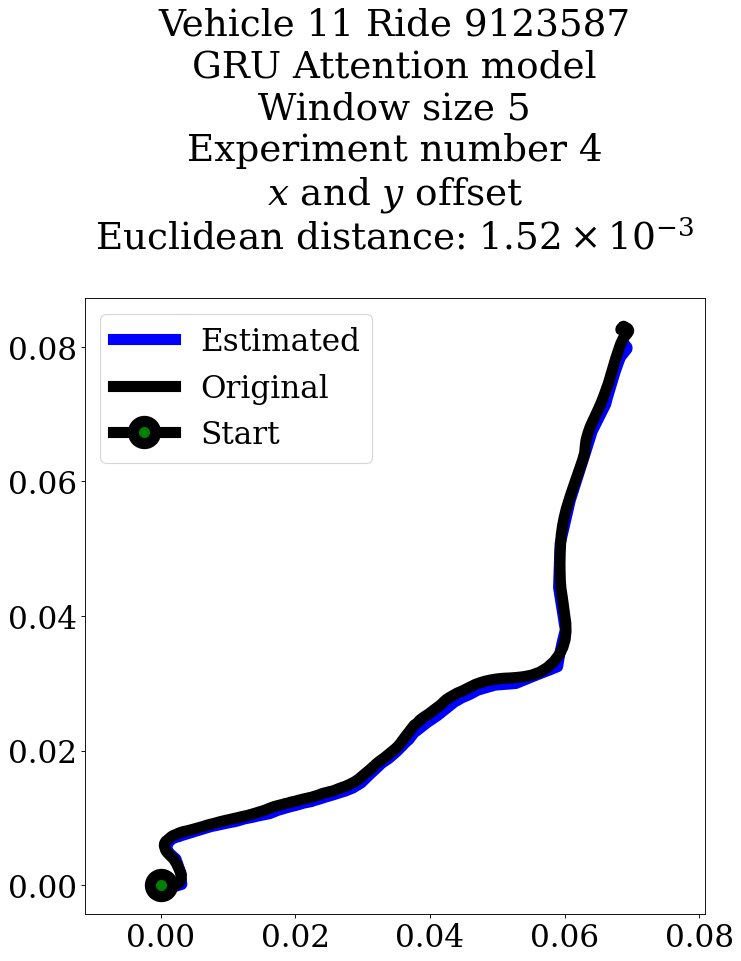 Vehicle 11 Ride 9123587
GRU Attention model
Window size 5
Experiment number 4
x and y offset
Euclidean distance: 1.52 × 10⁻³
Estimated
Original
Start
0.08
0.06
0.04
0.02
0.00
0.00 0.02 0.04 0.06 0.08